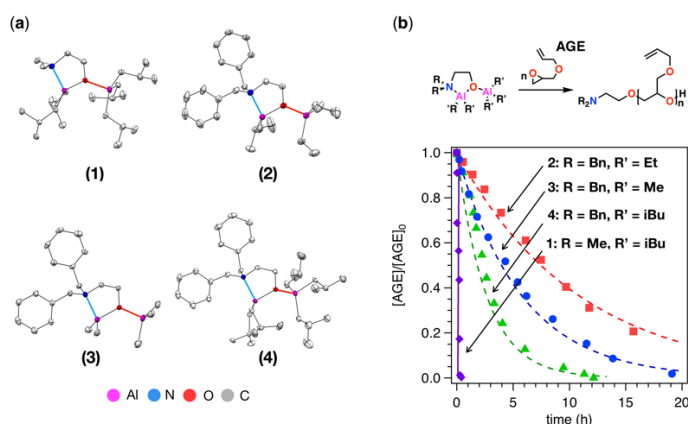 (a)
(1)
(2)
(3)
(4)
Al N O C
(b)
AGE
R
R
N
Al
'R R'
O
Al
R'
R'
'R
n
O
O
R2N
O
O
O
H
n
[AGE]/[AGE]0
1.0
0.8
0.6
0.4
0.2
0.0
2: R = Bn, R' = Et
3: R = Bn, R' = Me
4: R = Bn, R' = iBu
1: R = Me, R' = iBu
0 5 10 15 20
time (h)